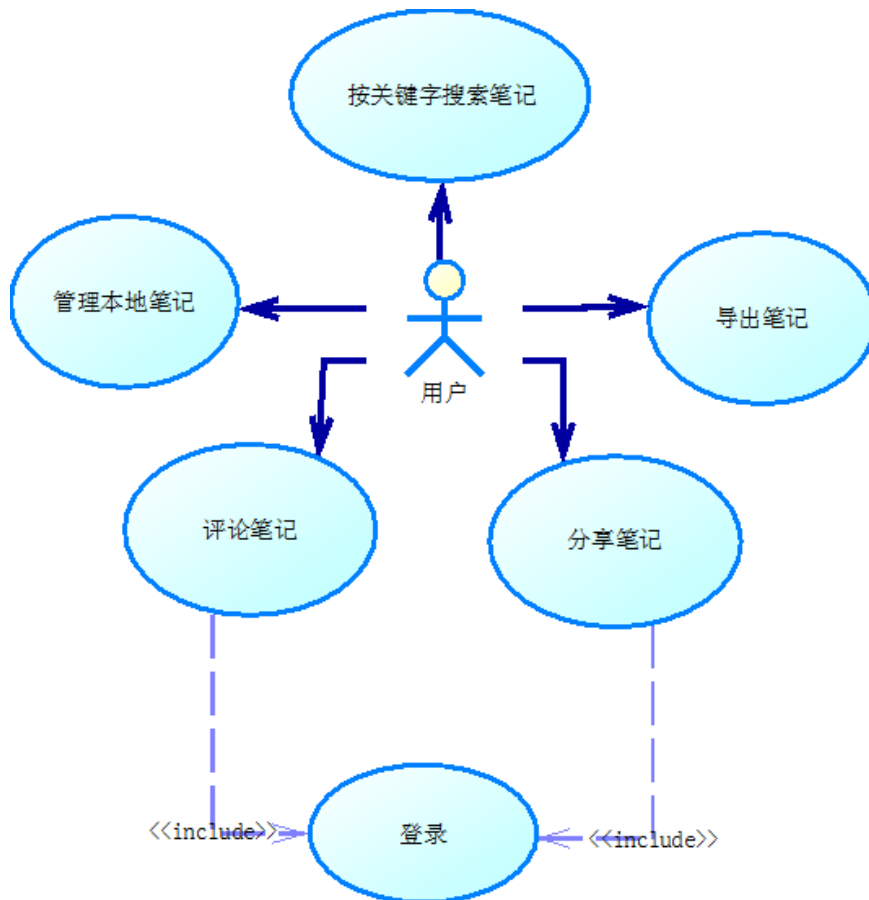 按关键字搜索笔记
管理本地笔记
导出笔记
用户
评论笔记
分享笔记
<<include>>
登录
<<include>>